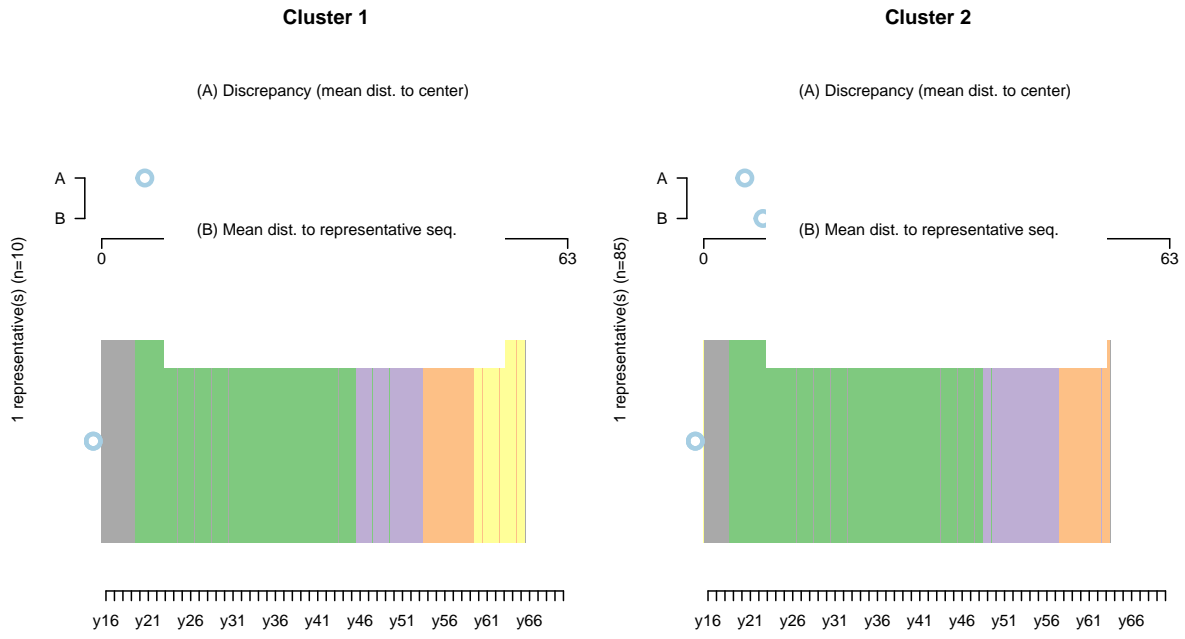 Cluster 1
(A) Discrepancy (mean dist. to center)
A
B
(B) Mean dist. to representative seq.
0 63
1 representative(s) (n=10)
y16 y21 y26 y31 y36 y41 y46 y51 y56 y61 y66
Cluster 2
(A) Discrepancy (mean dist. to center)
A
B
(B) Mean dist. to representative seq.
0 63
1 representative(s) (n=85)
y16 y21 y26 y31 y36 y41 y46 y51 y56 y61 y66